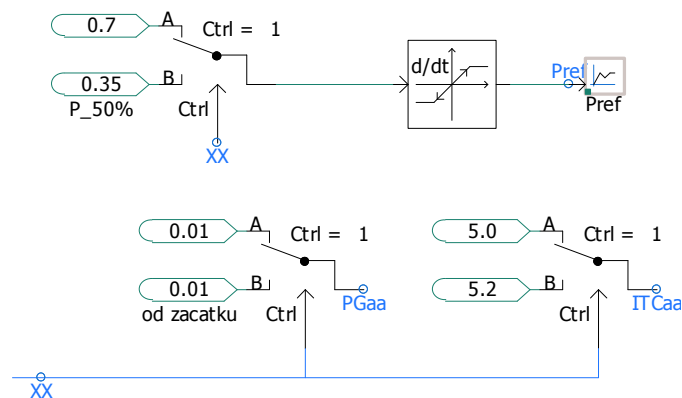 0.7 A Ctrl = 1
0.35 B d/dt Pref
P_50% Ctrl Pref
XX
0.01 A Ctrl = 1 5.0 A Ctrl = 1
0.01 B 5.2 B
od zacatku Ctrl PGaa Ctrl ITCaa
XX